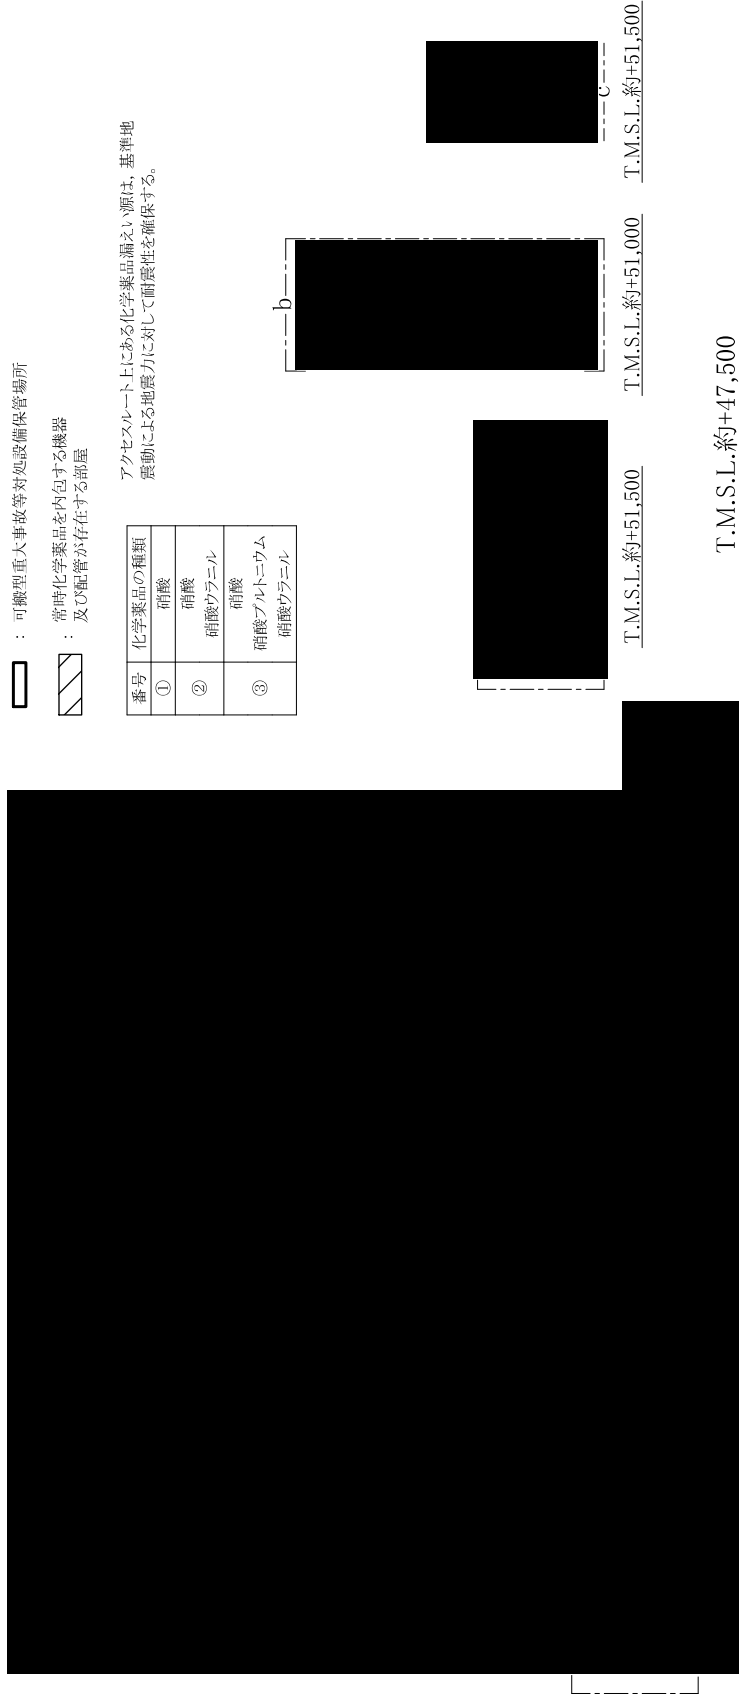 : 可搬型重大事故等対処設備保管場所
: 常時化学薬品を内包する機器
及び配管が存在する部屋
番号 化学薬品の種類
① 硝酸
② 硝酸
硝酸ウラニル
③ 硝酸
硝酸プルトニウム
硝酸ウラニル
アクセスルート上にある化学薬品漏えい源は，基準地
震動による地震力に対して耐震性を確保する。
b
c
T.M.S.L.約+51,500
T.M.S.L.約+51,000
T.M.S.L.約+51,500
T.M.S.L.約+47,500